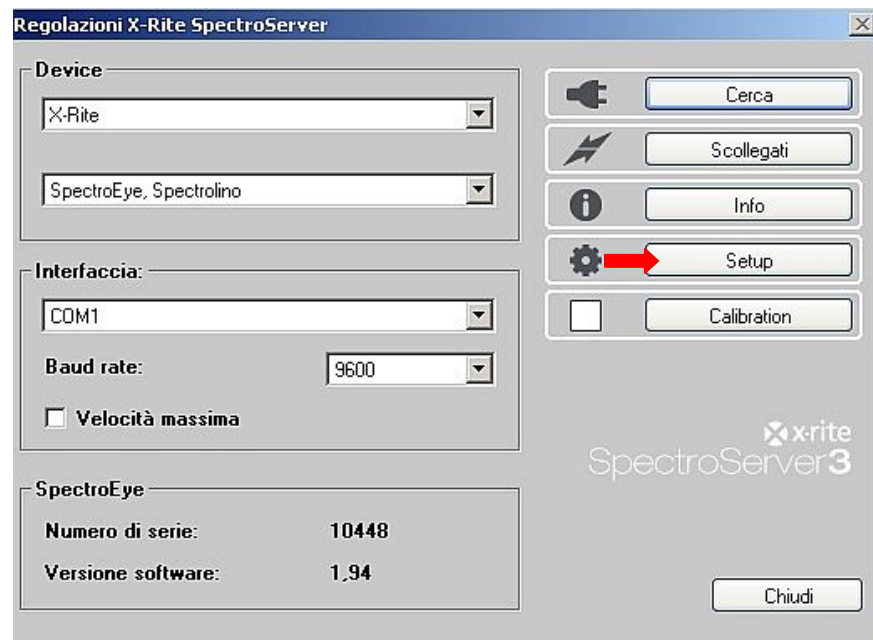 Regolazioni X-Rite SpectroServer
Device
X-Rite
SpectroEye, Spectrolino
Interfaccia:
COM1
Baud rate: 9600
Velocità massima
SpectroEye
Numero di serie: 10448
Versione software: 1,94
Cerca
Scollegati
Info
Setup
Calibration
x-rite
SpectroServer3
Chiudi